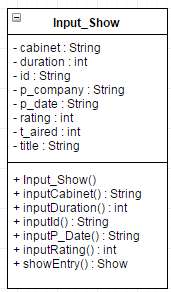 Input_Show
- cabinet : String
- duration : int
- id : String
- p_company : String
- p_date : String
- rating : int
- t_aired : int
- title : String
+ Input_Show()
+ inputCabinet() : String
+ inputDuration() : int
+ inputId() : String
+ inputP_Date() : String
+ inputRating() : int
+ showEntry() : Show